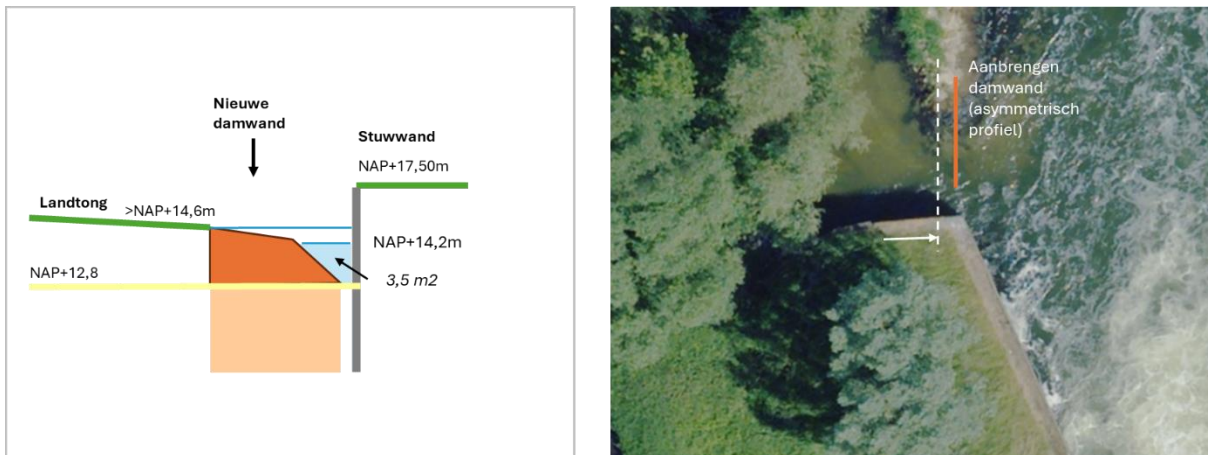 Nieuwe
damwand
Stuwwand
NAP+17,50m
Landtong
>NAP+14,6m
NAP+14,2m
NAP+12,8
3,5 m2
Aanbrengen
damwand
(asymmetrisch
profiel)